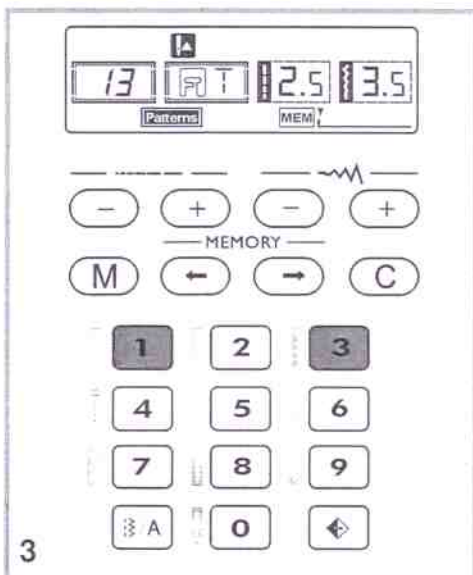 13 T 2.5 3.5
Patterns MEM
− + − +
MEMORY
M ← → C
1 2 3
4 5 6
7 8 9
A 0
3